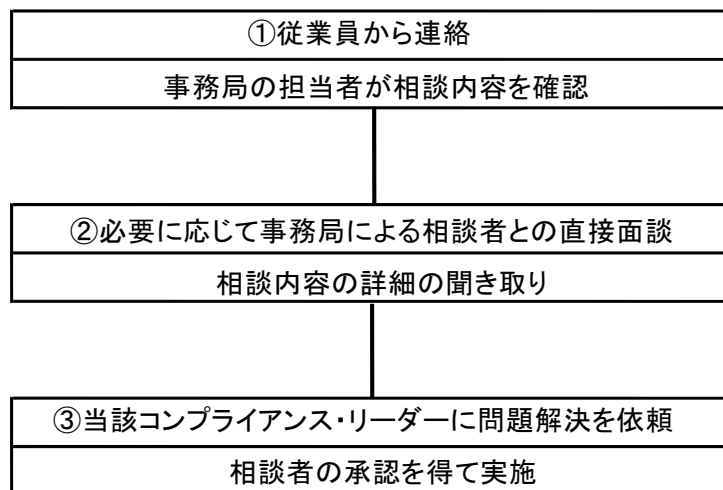 ①従業員から連絡
事務局の担当者が相談内容を確認
②必要に応じて事務局による相談者との直接面談
相談内容の詳細の聞き取り
③当該コンプライアンス・リーダーに問題解決を依頼
相談者の承認を得て実施